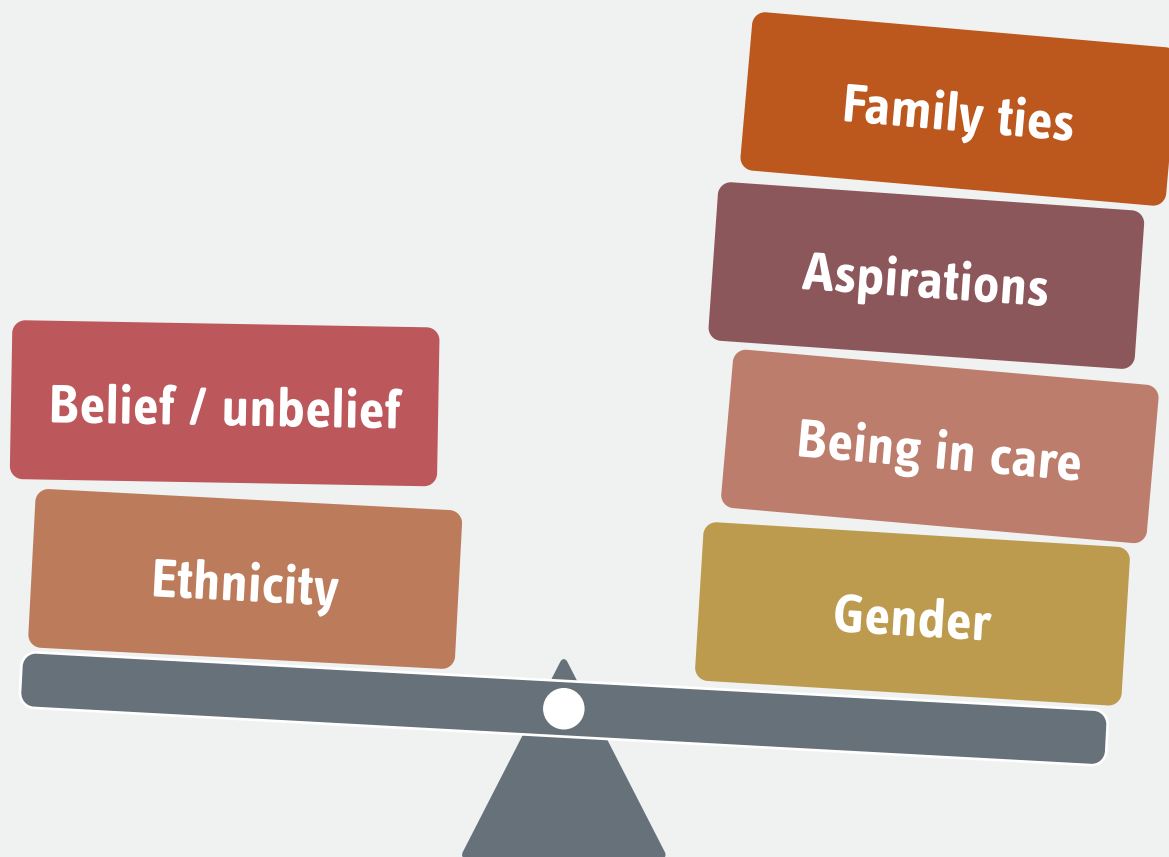 Family ties
Aspirations
Belief / unbelief
Being in care
Ethnicity
Gender